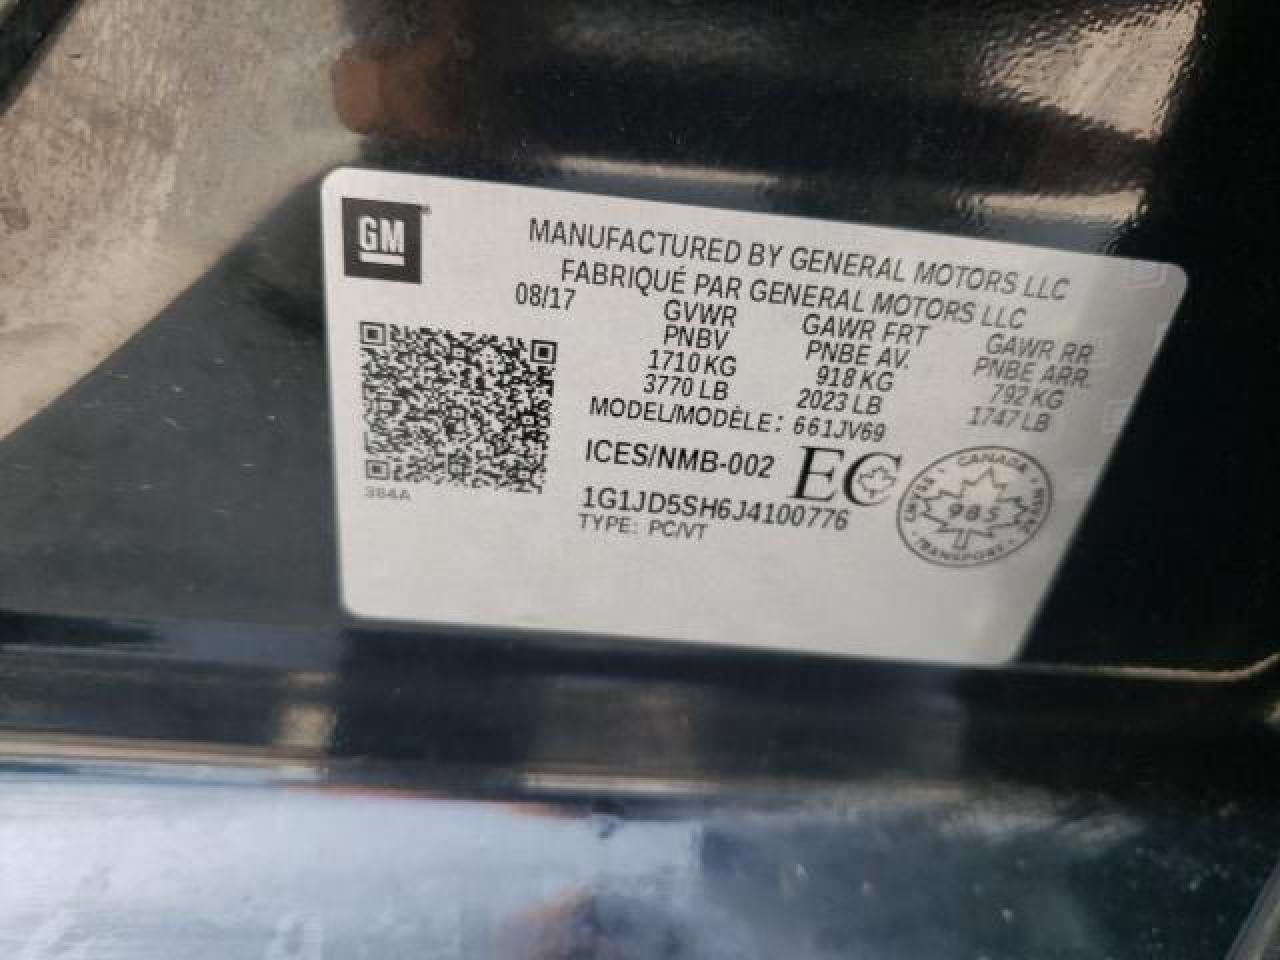 GM
MANUFACTURED BY GENERAL MOTORS LLC
FABRIQUÉ PAR GENERAL MOTORS LLC
08/17
GVWR GAWR FRT GAWR RR
PNBV PNBE AV. PNBE ARR.
1710 KG 918 KG 792 KG
3770 LB 2023 LB 1747 LB
MODEL/MODÈLE: 661JV69
ICES/NMB-002 EC
384A
1G1JD5SH6J4100776
TYPE: PC/VT
CANADA
985
TRANSPORT